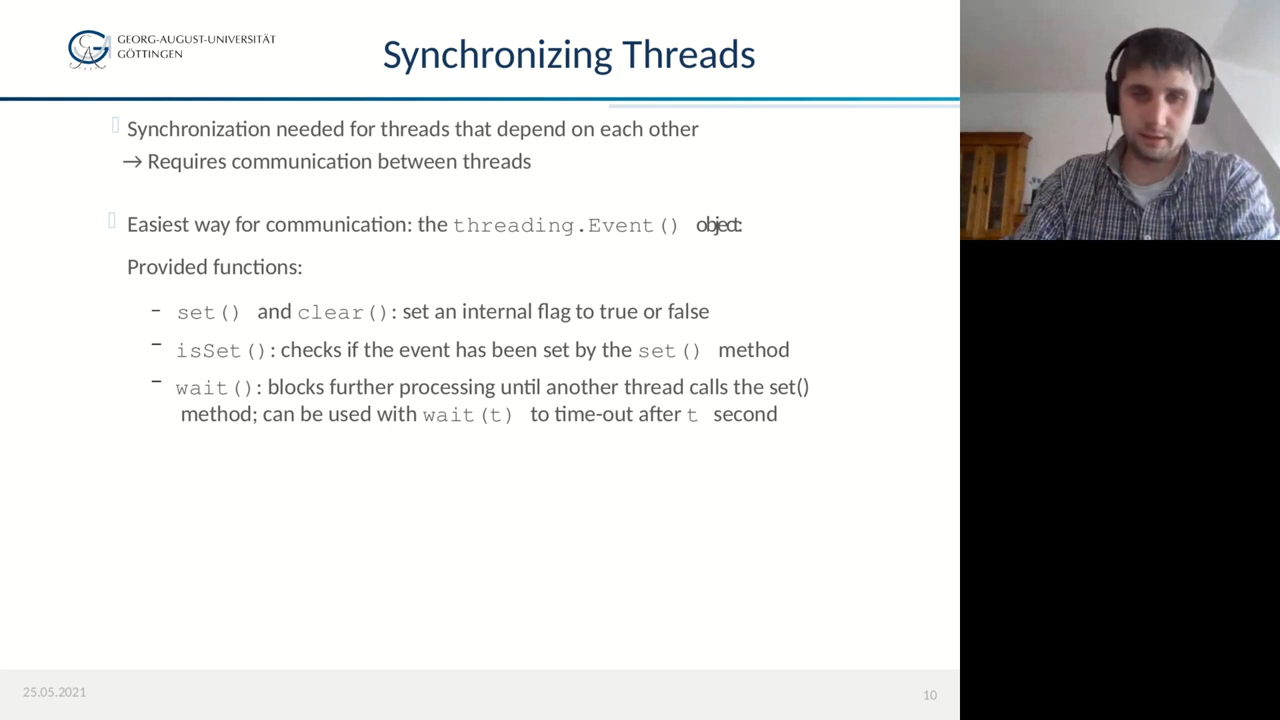 GEORG-AUGUST-UNIVERSITÄT
GÖTTINGEN
Synchronizing Threads
Synchronization needed for threads that depend on each other
→ Requires communication between threads
Easiest way for communication: the threading.Event() object:
Provided functions:
– set() and clear(): set an internal flag to true or false
– isSet(): checks if the event has been set by the set() method
– wait(): blocks further processing until another thread calls the set()
method; can be used with wait(t) to time-out after t second
25.05.2021
10